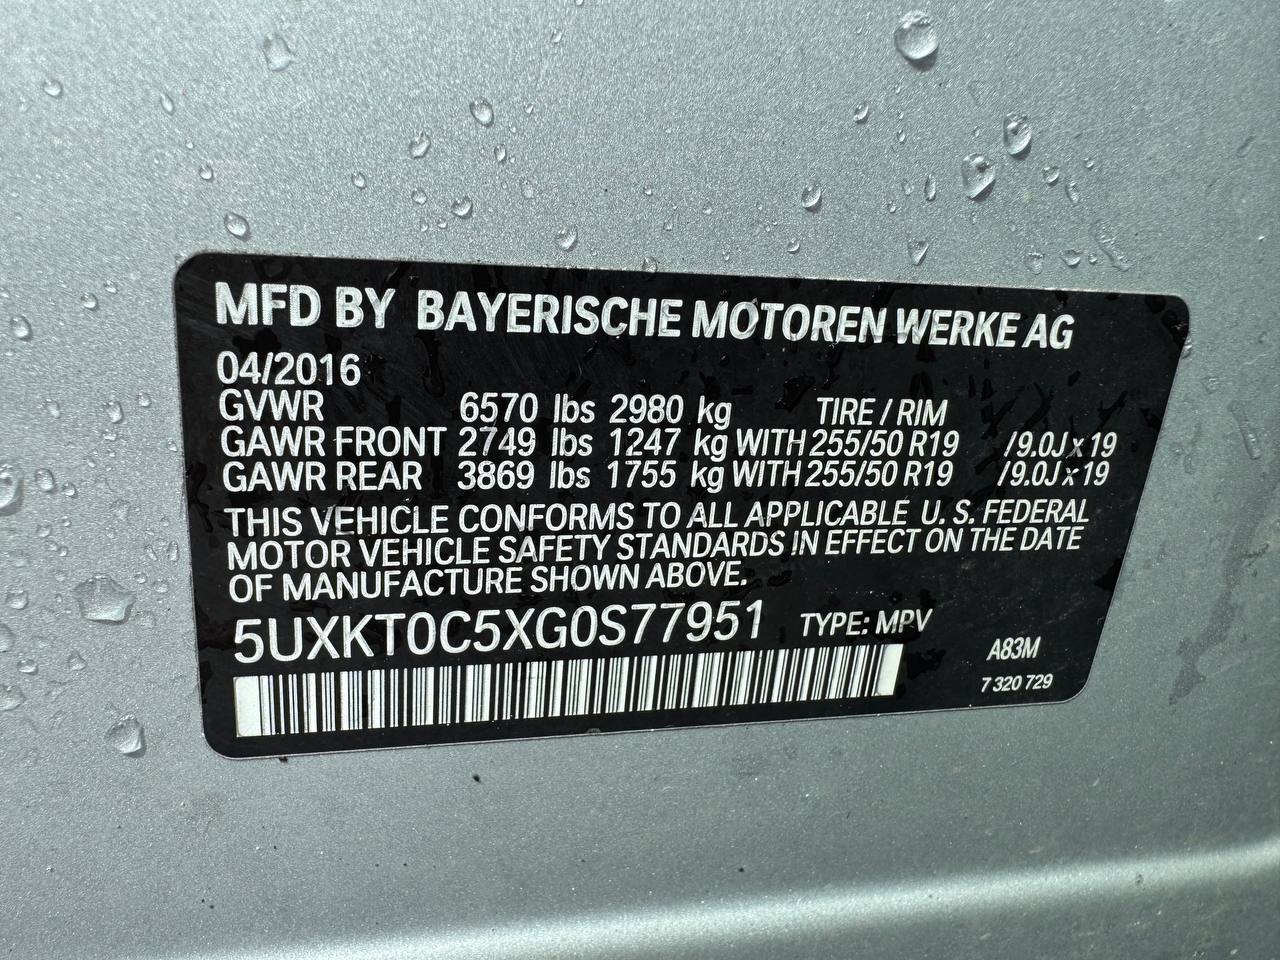 MFD BY BAYERISCHE MOTOREN WERKE AG
04/2016
GVWR 6570 lbs 2980 kg TIRE / RIM
GAWR FRONT 2749 lbs 1247 kg WITH 255/50 R19 /9.0J x 19
GAWR REAR 3869 lbs 1755 kg WITH 255/50 R19 /9.0J x 19
THIS VEHICLE CONFORMS TO ALL APPLICABLE U. S. FEDERAL
MOTOR VEHICLE SAFETY STANDARDS IN EFFECT ON THE DATE
OF MANUFACTURE SHOWN ABOVE.
5UXKT0C5XG0S77951 TYPE: MPV
A83M
7 320 729